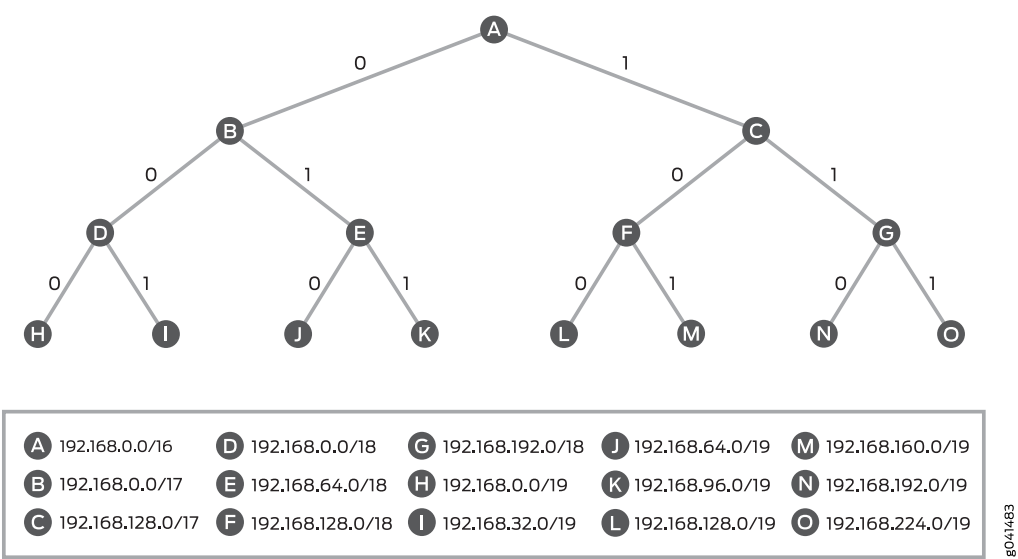 A
0 1
B C
0 1 0 1
D E F G
0 1 0 1 0 1 0 1
H I J K L M N O
A 192.168.0.0/16 D 192.168.0.0/18 G 192.168.192.0/18 J 192.168.64.0/19 M 192.168.160.0/19
B 192.168.0.0/17 E 192.168.64.0/18 H 192.168.0.0/19 K 192.168.96.0/19 N 192.168.192.0/19
C 192.168.128.0/17 F 192.168.128.0/18 I 192.168.32.0/19 L 192.168.128.0/19 O 192.168.224.0/19
g041483